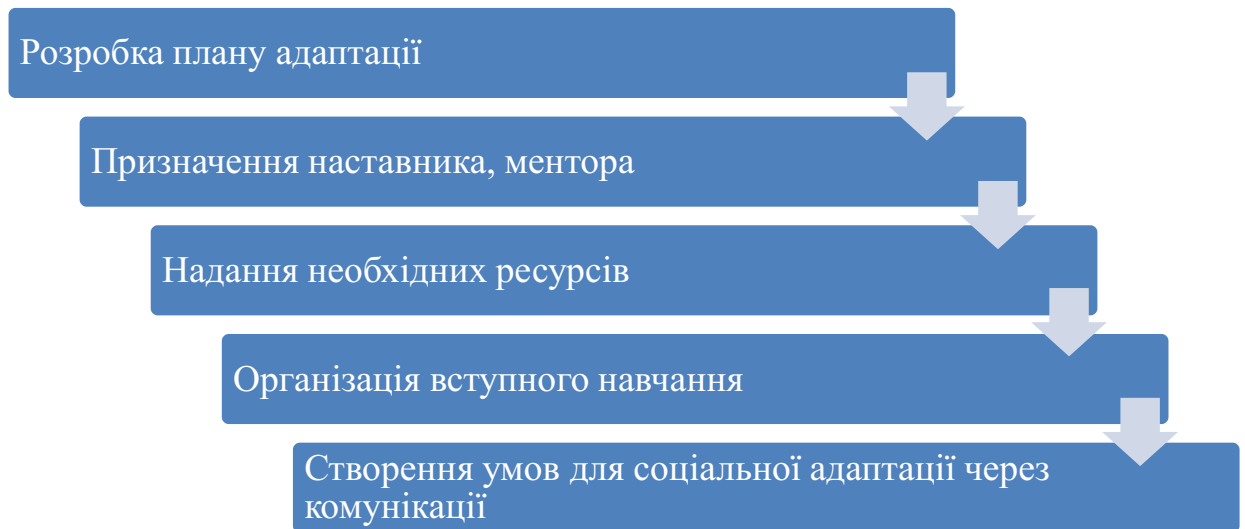 Розробка плану адаптації
Призначення наставника, ментора
Надання необхідних ресурсів
Організація вступного навчання
Створення умов для соціальної адаптації через
комунікації